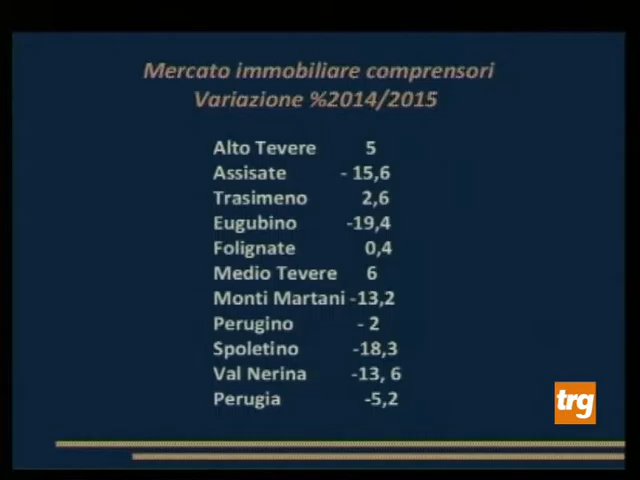 Mercato immobiliare comprensori
Variazione %2014/2015
Alto Tevere 5
Assisate - 15,6
Trasimeno 2,6
Eugubino -19,4
Folignate 0,4
Medio Tevere 6
Monti Martani -13,2
Perugino - 2
Spoletino -18,3
Val Nerina -13, 6
Perugia -5,2
trg